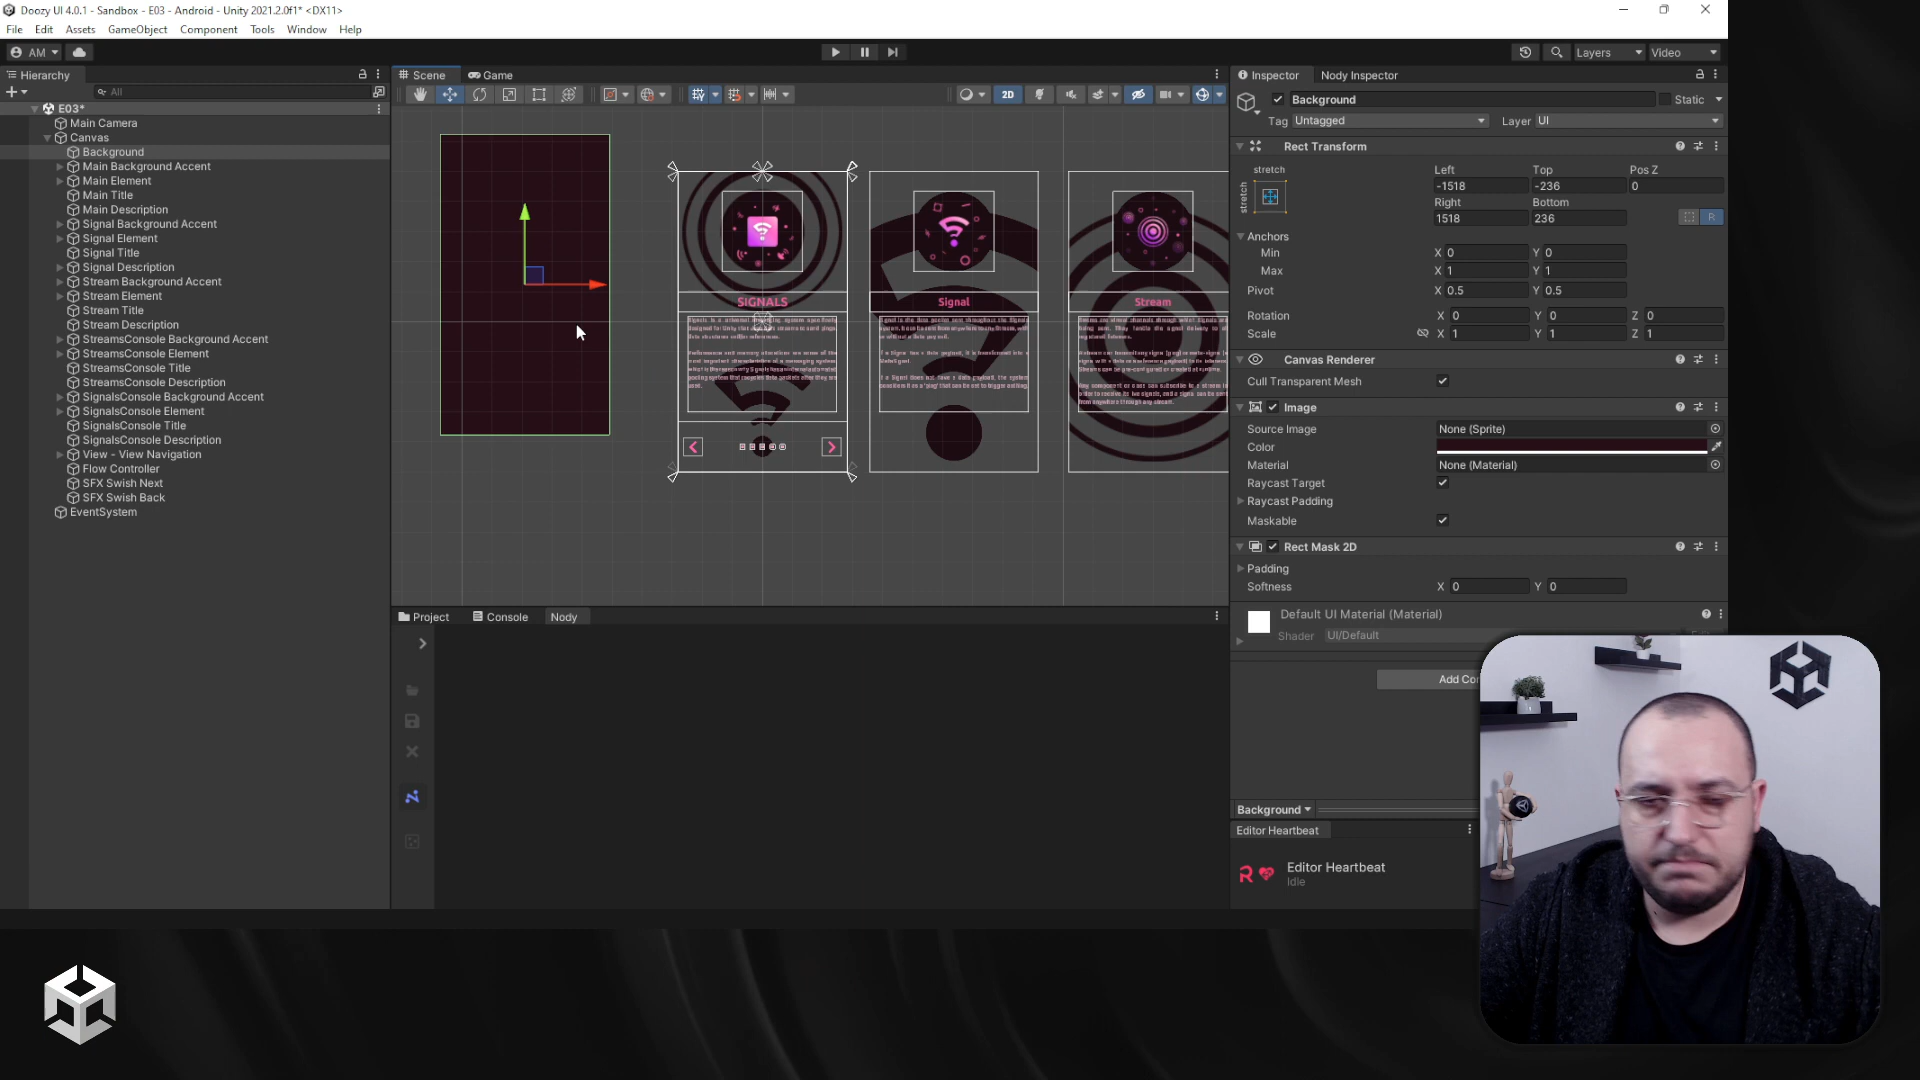 Doozy UI 4.0.1 - Sandbox - E03 - Android - Unity 2021.2.0f1* <DX11>
File Edit Assets GameObject Component Tools Window Help
AM
Layers
Video
Hierarchy
All
E03*
Main Camera
Canvas
Background
Main Background Accent
Main Element
Main Title
Main Description
Signal Background Accent
Signal Element
Signal Title
Signal Description
Stream Background Accent
Stream Element
Stream Title
Stream Description
StreamsConsole Background Accent
StreamsConsole Element
StreamsConsole Title
StreamsConsole Description
SignalsConsole Background Accent
SignalsConsole Element
SignalsConsole Title
SignalsConsole Description
View - View Navigation
Flow Controller
SFX Swish Next
SFX Swish Back
EventSystem
Scene
Game
2D
SIGNALS
Signal
Stream
Project
Console
Nody
Inspector
Nody Inspector
Background
Static
Tag Untagged
Layer UI
Rect Transform
stretch
stretch
Left Top Pos Z
-1518 -236 0
Right Bottom
1518 236
R
Anchors
Min X 0 Y 0
Max X 1 Y 1
Pivot X 0.5 Y 0.5
Rotation X 0 Y 0 Z 0
Scale X 1 Y 1 Z 1
Canvas Renderer
Cull Transparent Mesh
Image
Source Image None (Sprite)
Color
Material None (Material)
Raycast Target
Raycast Padding
Maskable
Rect Mask 2D
Padding
Softness X 0 Y 0
Default UI Material (Material)
Shader UI/Default
Background
Editor Heartbeat
Editor Heartbeat
Idle